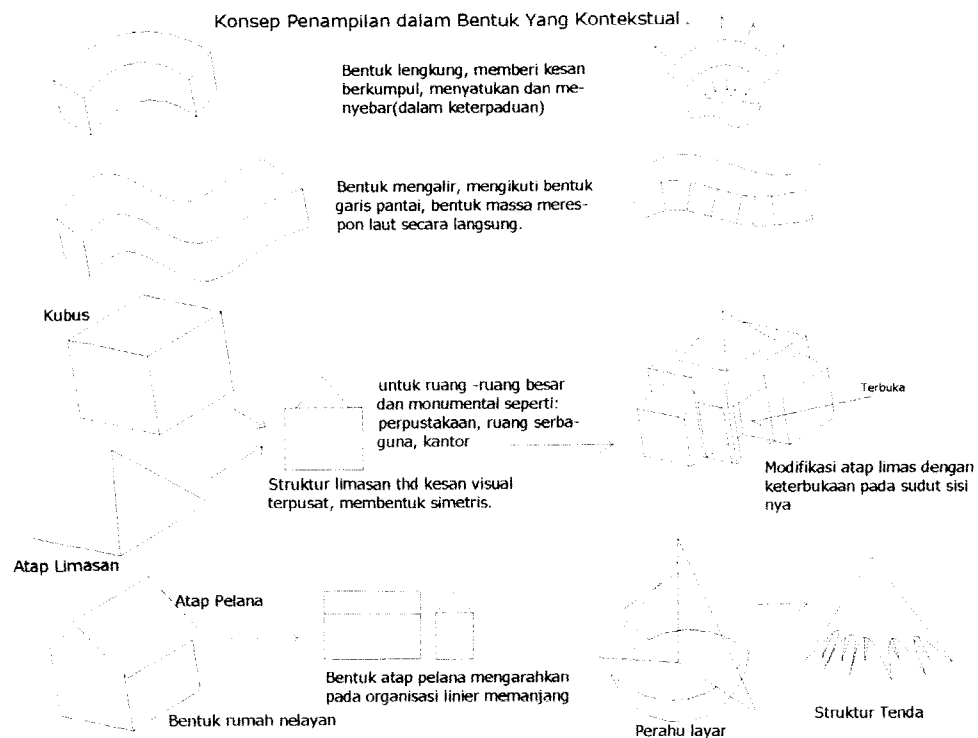 Konsep Penampilan dalam Bentuk Yang Kontekstual .
Bentuk lengkung, memberi kesan
berkumpul, menyatukan dan me-
nyebar(dalam keterpaduan)
Bentuk mengalir, mengikuti bentuk
garis pantai, bentuk massa meres-
pon laut secara langsung.
Kubus
untuk ruang -ruang besar
dan monumental seperti:
perpustakaan, ruang serba-
guna, kantor
Terbuka
Struktur limasan thd kesan visual
terpusat, membentuk simetris.
Modifikasi atap limas dengan
keterbukaan pada sudut sisi
nya
Atap Limasan
Atap Pelana
Bentuk atap pelana mengarahkan
pada organisasi linier memanjang
Bentuk rumah nelayan
Perahu layar
Struktur Tenda